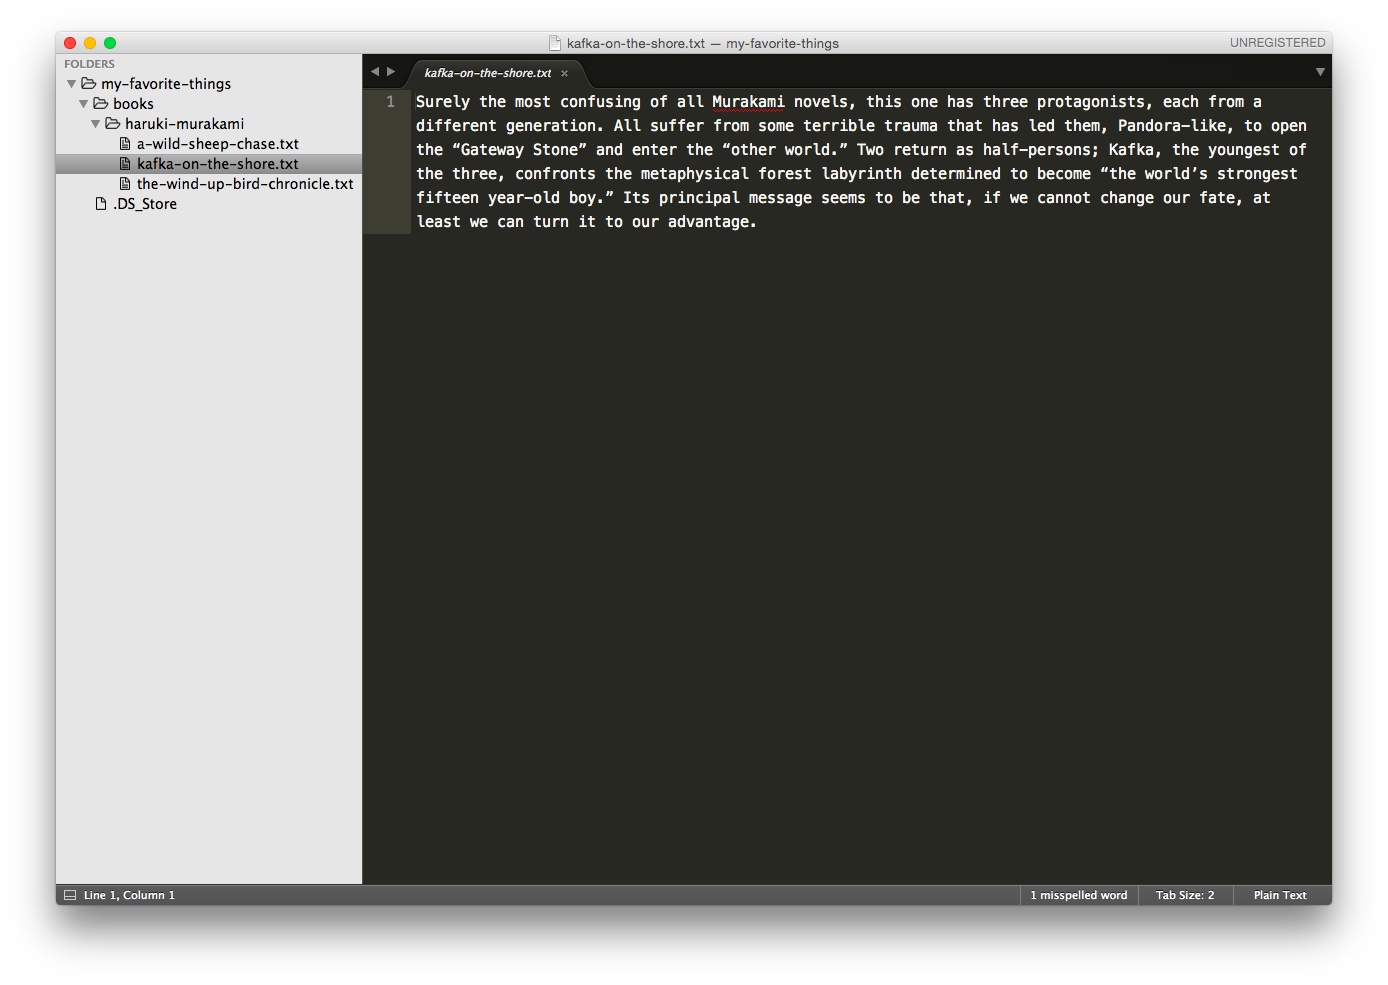 kafka-on-the-shore.txt — my-favorite-things
UNREGISTERED
FOLDERS
my-favorite-things
books
haruki-murakami
a-wild-sheep-chase.txt
kafka-on-the-shore.txt
the-wind-up-bird-chronicle.txt
.DS_Store
kafka-on-the-shore.txt ×
1
Surely the most confusing of all Murakami novels, this one has three protagonists, each from a
different generation. All suffer from some terrible trauma that has led them, Pandora-like, to open
the “Gateway Stone” and enter the “other world.” Two return as half-persons; Kafka, the youngest of
the three, confronts the metaphysical forest labyrinth determined to become “the world’s strongest
fifteen year-old boy.” Its principal message seems to be that, if we cannot change our fate, at
least we can turn it to our advantage.
Line 1, Column 1
1 misspelled word
Tab Size: 2
Plain Text